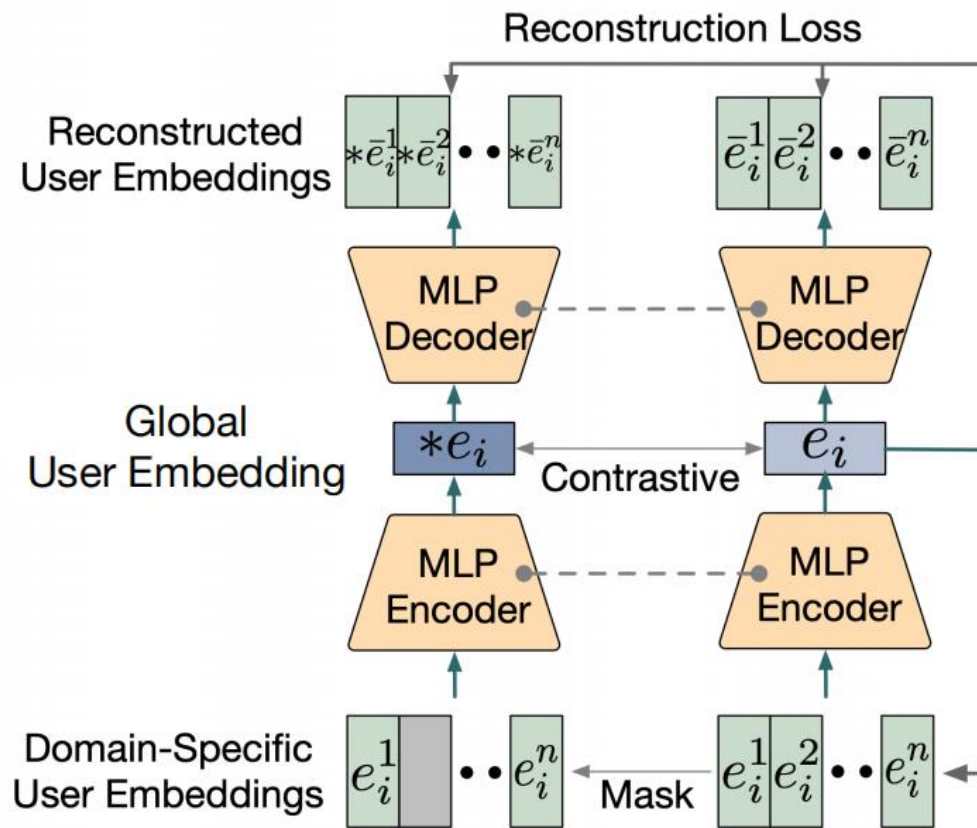 Reconstruction Loss
Reconstructed
User Embeddings
*ē_i^1 *ē_i^2 •• *ē_i^n
ē_i^1 ē_i^2 •• ē_i^n
MLP
Decoder
MLP
Decoder
Global
User Embedding
*e_i
Contrastive
e_i
MLP
Encoder
MLP
Encoder
Domain-Specific
User Embeddings
e_i^1 •• e_i^n
Mask
e_i^1 e_i^2 •• e_i^n